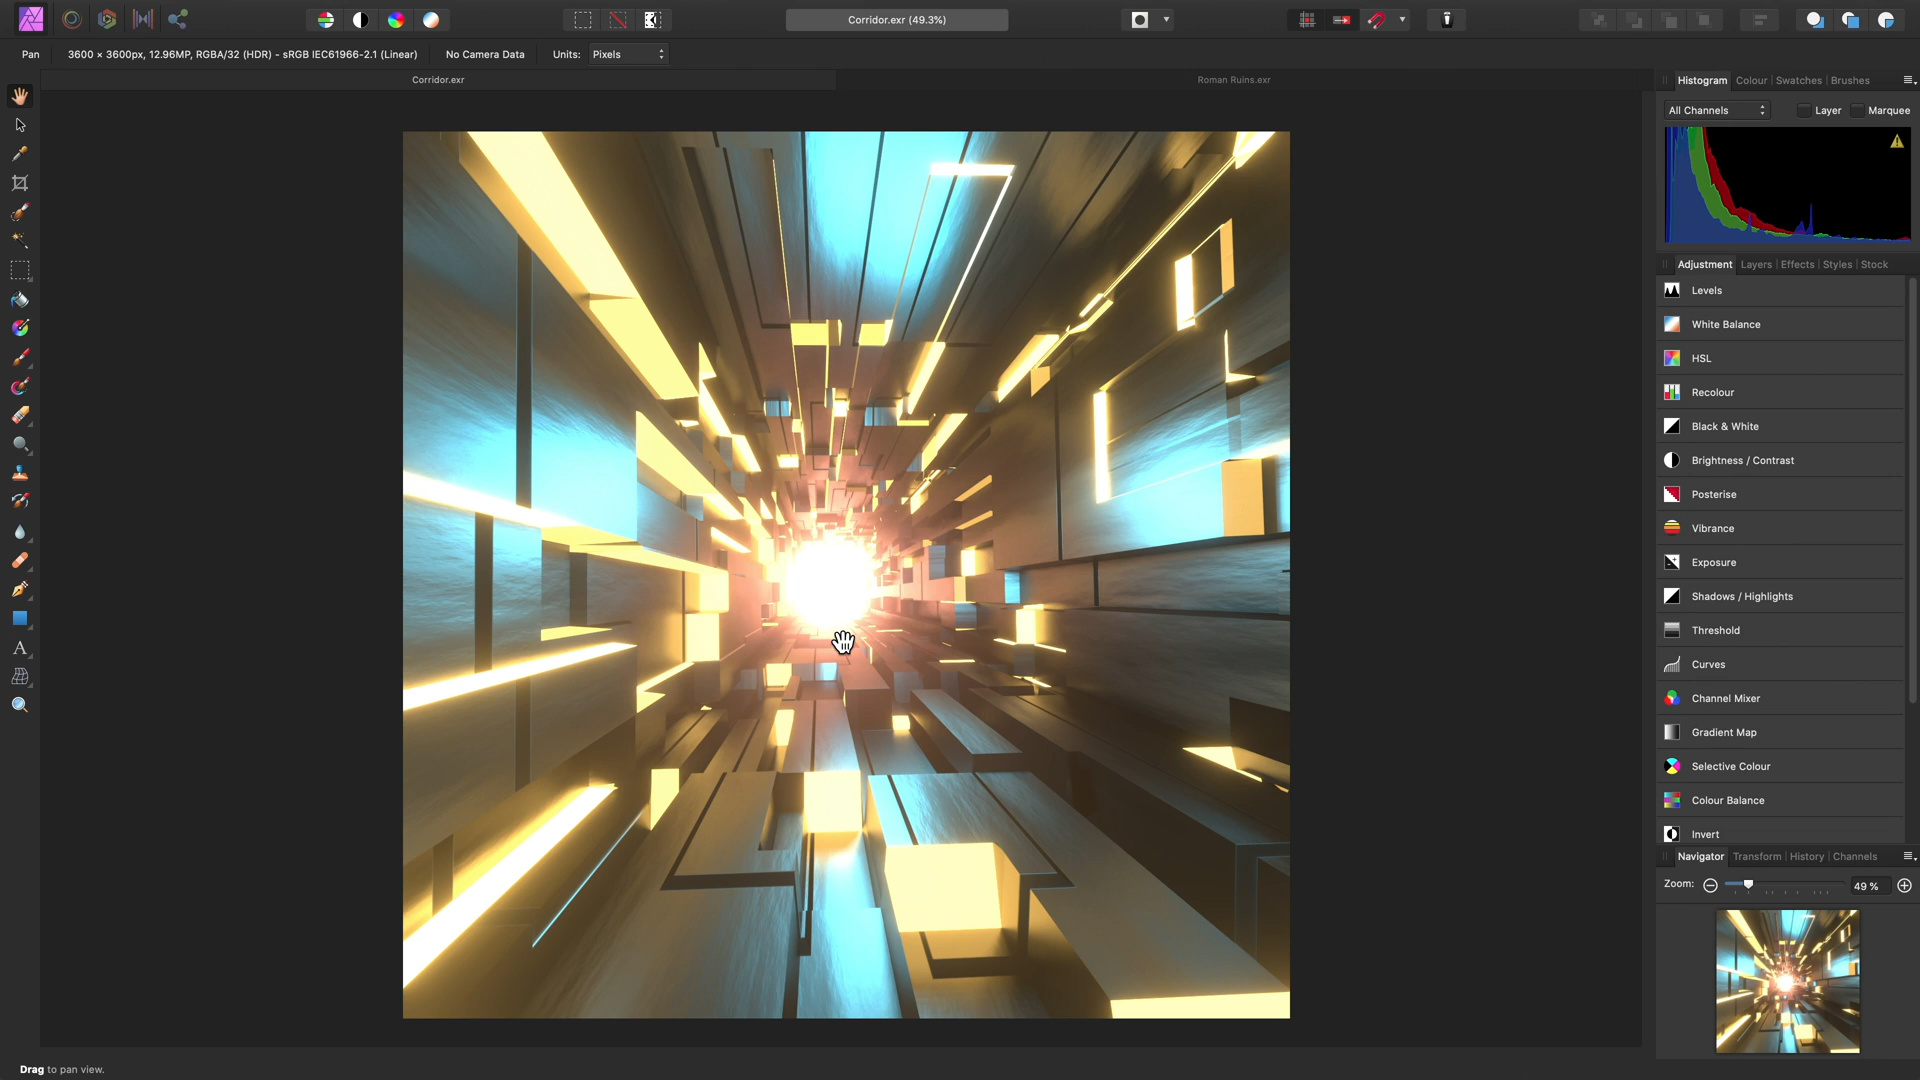 Corridor.exr (49.3%)
Pan
3600 × 3600px, 12.96MP, RGBA/32 (HDR) - sRGB IEC61966-2.1 (Linear)
No Camera Data
Units:
Pixels
Corridor.exr
Roman Ruins.exr
Histogram
Colour
Swatches
Brushes
All Channels
Layer
Marquee
Adjustment
Layers
Effects
Styles
Stock
Levels
White Balance
HSL
Recolour
Black & White
Brightness / Contrast
Posterise
Vibrance
Exposure
Shadows / Highlights
Threshold
Curves
Channel Mixer
Gradient Map
Selective Colour
Colour Balance
Invert
Navigator
Transform
History
Channels
Zoom:
49 %
Drag to pan view.